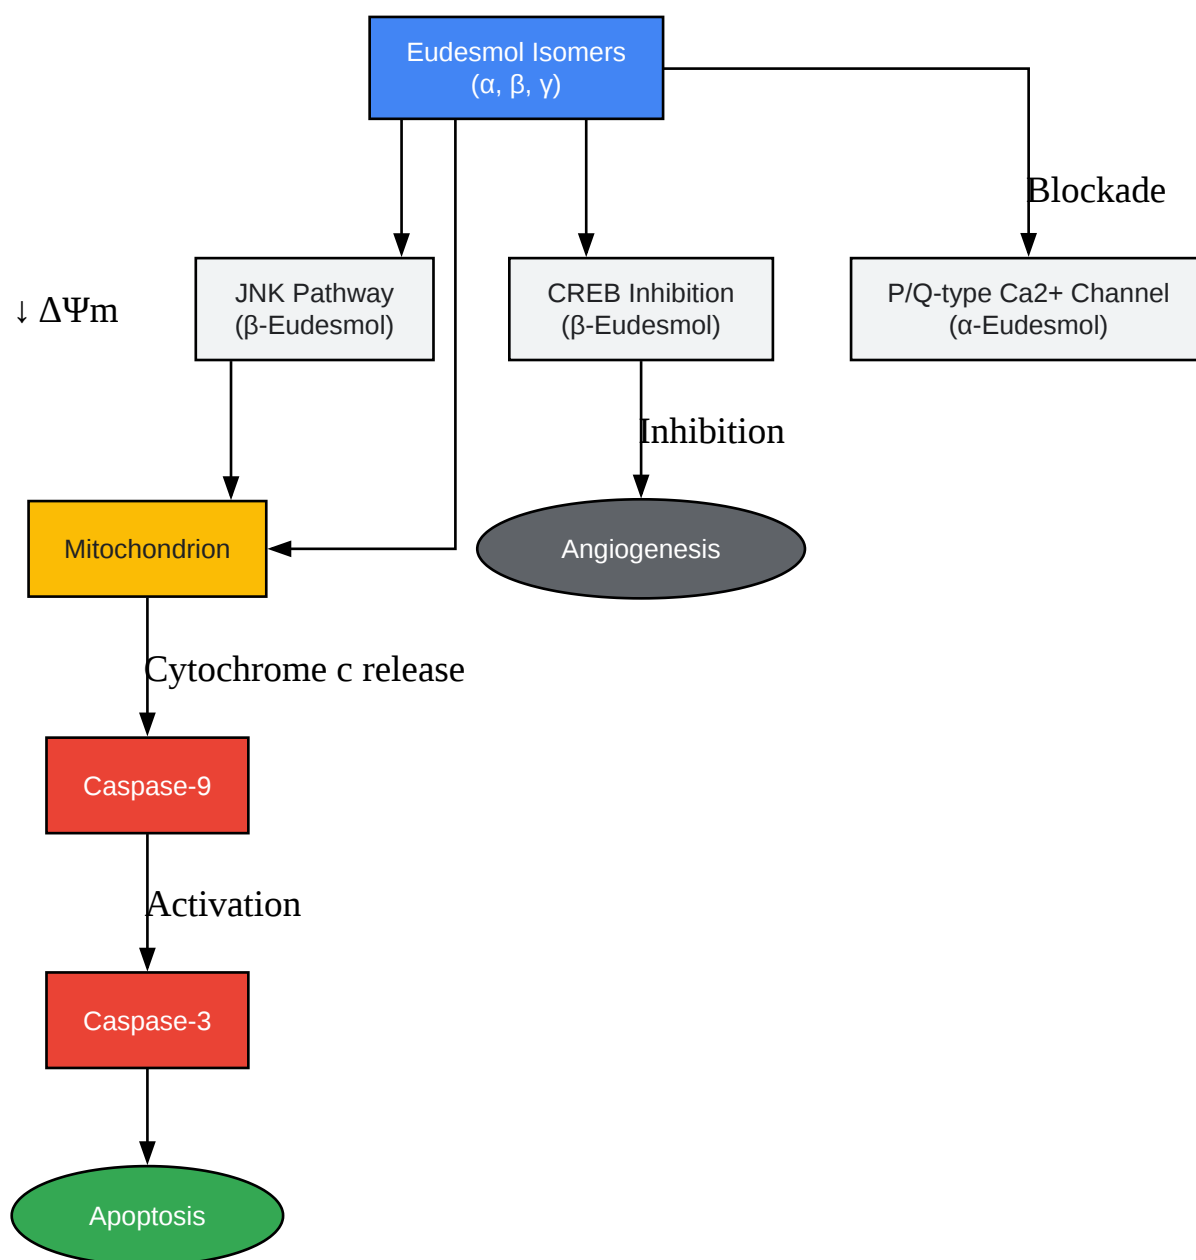 Eudesmol Isomers
(α, β, γ)
Blockade
↓ ΔΨm
JNK Pathway
(β-Eudesmol)
CREB Inhibition
(β-Eudesmol)
P/Q-type Ca2+ Channel
(α-Eudesmol)
Inhibition
Mitochondrion
Angiogenesis
Cytochrome c release
Caspase-9
Activation
Caspase-3
Apoptosis